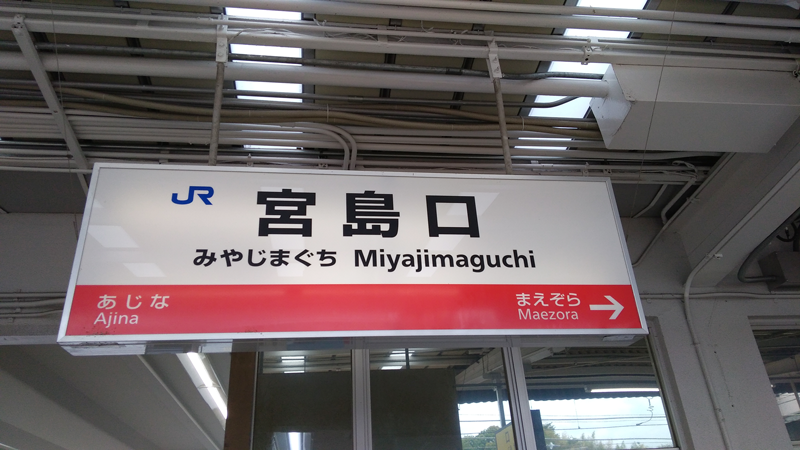 JR 宮島口
みやじまぐち Miyajimaguchi
あじな
Ajina
まえぞら
Maezora →